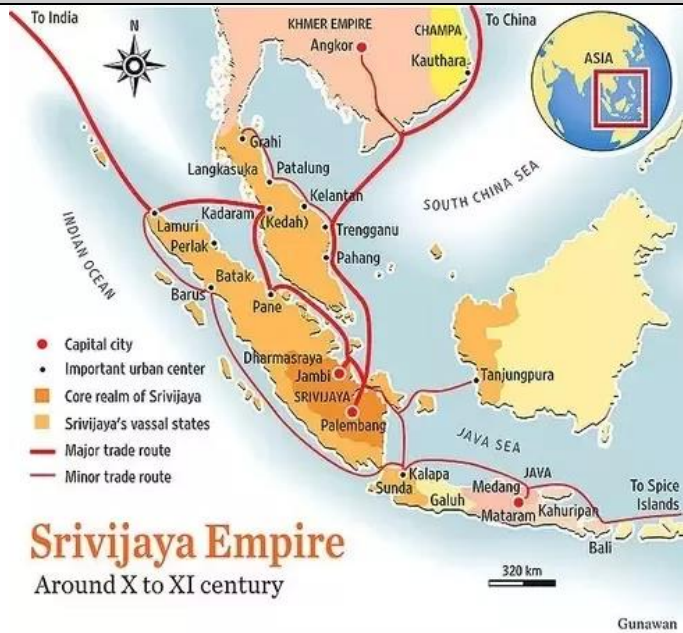 To India
N
KHMER EMPIRE
Angkor
CHAMPA
Kauthara
To China
ASIA
Grahi
Langkasuka
Patalung
Kelantan
Kadaram
(Kedah)
Trengganu
Pahang
SOUTH CHINA SEA
INDIAN OCEAN
Lamuri
Perlak
Batak
Barus
Pane
Dharmasraya
Jambi
SRIVIJAYA
Palembang
Tanjungpura
JAVA SEA
Kalapa
Sunda
Galuh
JAVA
Medang
Mataram
Kahuripan
Bali
To Spice
Islands
Capital city
Important urban center
Core realm of Srivijaya
Srivijaya's vassal states
Major trade route
Minor trade route
Srivijaya Empire
Around X to XI century
320 km
Gunawan